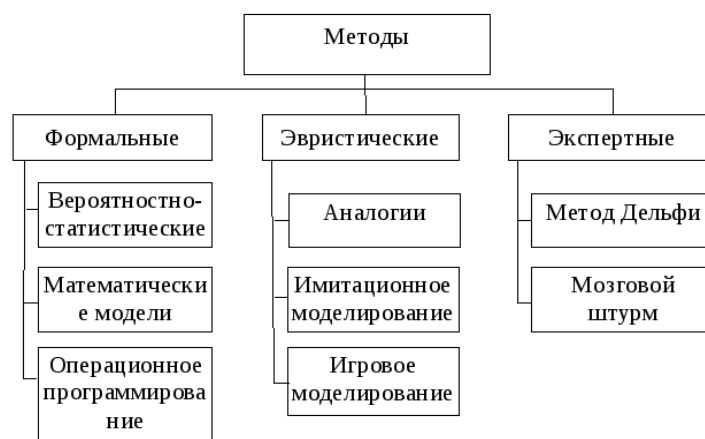 Методы
Формальные
Эвристические
Экспертные
Вероятностно-
статистические
Аналогии
Метод Дельфи
Математически
е модели
Имитационное
моделирование
Мозговой
штурм
Операционное
программирова
ние
Игровое
моделирование